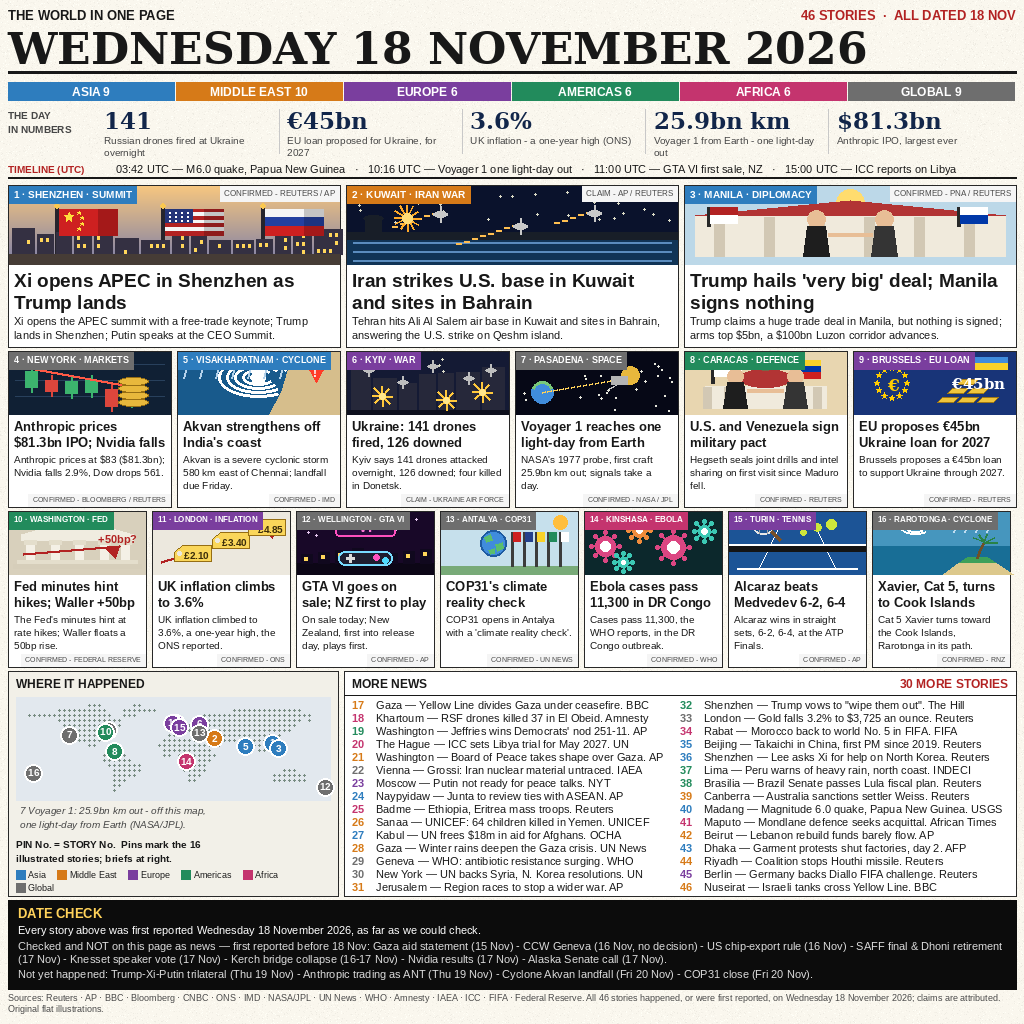 THE WORLD IN ONE PAGE
46 STORIES · ALL DATED 18 NOV
WEDNESDAY 18 NOVEMBER 2026
ASIA 9
MIDDLE EAST 10
EUROPE 6
AMERICAS 6
AFRICA 6
GLOBAL 9
THE DAY
IN NUMBERS
141
Russian drones fired at Ukraine
overnight
€45bn
EU loan proposed for Ukraine, for
2027
3.6%
UK inflation - a one-year high (ONS)
25.9bn km
Voyager 1 from Earth - one light-day
out
$81.3bn
Anthropic IPO, largest ever
TIMELINE (UTC)
03:42 UTC — M6.0 quake, Papua New Guinea · 10:16 UTC — Voyager 1 one light-day out · 11:00 UTC — GTA VI first sale, NZ · 15:00 UTC — ICC reports on Libya
1 · SHENZHEN · SUMMIT
CONFIRMED - REUTERS / AP
Xi opens APEC in Shenzhen as
Trump lands
Xi opens the APEC summit with a free-trade keynote; Trump
lands in Shenzhen; Putin speaks at the CEO Summit.
2 · KUWAIT · IRAN WAR
CLAIM - AP / REUTERS
Iran strikes U.S. base in Kuwait
and sites in Bahrain
Tehran hits Ali Al Salem air base in Kuwait and sites in Bahrain,
answering the U.S. strike on Qeshm island.
3 · MANILA · DIPLOMACY
CONFIRMED - PNA / REUTERS
Trump hails 'very big' deal; Manila
signs nothing
Trump claims a huge trade deal in Manila, but nothing is signed;
arms top $5bn, a $100bn Luzon corridor advances.
4 · NEW YORK · MARKETS
Anthropic prices
$81.3bn IPO; Nvidia falls
Anthropic prices at $83 ($81.3bn);
Nvidia falls 2.9%, Dow drops 561.
CONFIRMED - BLOOMBERG / REUTERS
5 · VISAKHAPATNAM · CYCLONE
Akvan strengthens off
India's coast
Akvan is a severe cyclonic storm
580 km east of Chennai; landfall
due Friday.
CONFIRMED - IMD
6 · KYIV · WAR
Ukraine: 141 drones
fired, 126 downed
Kyiv says 141 drones attacked
overnight, 126 downed; four killed
in Donetsk.
CLAIM - UKRAINE AIR FORCE
7 · PASADENA · SPACE
Voyager 1 reaches one
light-day from Earth
NASA's 1977 probe, first craft
25.9bn km out; signals take a
day.
CONFIRMED - NASA / JPL
8 · CARACAS · DEFENCE
U.S. and Venezuela sign
military pact
Hegseth seals joint drills and intel
sharing on first visit since Maduro
fell.
CONFIRMED - REUTERS
9 · BRUSSELS · EU LOAN
€
€45bn
EU proposes €45bn
Ukraine loan for 2027
Brussels proposes a €45bn loan
to support Ukraine through 2027.
CONFIRMED - REUTERS
10 · WASHINGTON · FED
+50bp?
Fed minutes hint
hikes; Waller +50bp
The Fed's minutes hint at
rate hikes; Waller floats a
50bp rise.
CONFIRMED - FEDERAL RESERVE
11 · LONDON · INFLATION
£2.10
£3.40
£4.85
UK inflation climbs
to 3.6%
UK inflation climbed to
3.6%, a one-year high, the
ONS reported.
CONFIRMED - ONS
12 · WELLINGTON · GTA VI
GTA VI goes on
sale; NZ first to play
On sale today; New
Zealand, first into release
day, plays first.
CONFIRMED - AP
13 · ANTALYA · COP31
COP31's climate
reality check
COP31 opens in Antalya
with a 'climate reality check'.
CONFIRMED - UN NEWS
14 · KINSHASA · EBOLA
Ebola cases pass
11,300 in DR Congo
Cases pass 11,300, the
WHO reports, in the DR
Congo outbreak.
CONFIRMED - WHO
15 · TURIN · TENNIS
Alcaraz beats
Medvedev 6-2, 6-4
Alcaraz wins in straight
sets, 6-2, 6-4, at the ATP
Finals.
CONFIRMED - AP
16 · RAROTONGA · CYCLONE
Xavier, Cat 5, turns
to Cook Islands
Cat 5 Xavier turns toward
the Cook Islands,
Rarotonga in its path.
CONFIRMED - RNZ
WHERE IT HAPPENED
7
10
8
16
15
13
2
14
5
3
12
7 Voyager 1: 25.9bn km out - off this map,
one light-day from Earth (NASA/JPL).
PIN No. = STORY No. Pins mark the 16
illustrated stories; briefs at right.
Asia
Middle East
Europe
Americas
Africa
Global
MORE NEWS
30 MORE STORIES
17 Gaza — Yellow Line divides Gaza under ceasefire. BBC
18 Khartoum — RSF drones killed 37 in El Obeid. Amnesty
19 Washington — Jeffries wins Democrats' nod 251-11. AP
20 The Hague — ICC sets Libya trial for May 2027. UN
21 Washington — Board of Peace takes shape over Gaza. AP
22 Vienna — Grossi: Iran nuclear material untraced. IAEA
23 Moscow — Putin not ready for peace talks. NYT
24 Naypyidaw — Junta to review ties with ASEAN. AP
25 Badme — Ethiopia, Eritrea mass troops. Reuters
26 Sanaa — UNICEF: 64 children killed in Yemen. UNICEF
27 Kabul — UN frees $18m in aid for Afghans. OCHA
28 Gaza — Winter rains deepen the Gaza crisis. UN News
29 Geneva — WHO: antibiotic resistance surging. WHO
30 New York — UN backs Syria, N. Korea resolutions. UN
31 Jerusalem — Region races to stop a wider war. AP
32 Shenzhen — Trump vows to "wipe them out". The Hill
33 London — Gold falls 3.2% to $3,725 an ounce. Reuters
34 Rabat — Morocco back to world No. 5 in FIFA. FIFA
35 Beijing — Takaichi in China, first PM since 2019. Reuters
36 Shenzhen — Lee asks Xi for help on North Korea. Reuters
37 Lima — Peru warns of heavy rain, north coast. INDECI
38 Brasilia — Brazil Senate passes Lula fiscal plan. Reuters
39 Canberra — Australia sanctions settler Weiss. Reuters
40 Madang — Magnitude 6.0 quake, Papua New Guinea. USGS
41 Maputo — Mondlane defence seeks acquittal. African Times
42 Beirut — Lebanon rebuild funds barely flow. AP
43 Dhaka — Garment protest shuts factories, day 2. AFP
44 Riyadh — Coalition stops Houthi missile. Reuters
45 Berlin — Germany backs Diallo FIFA challenge. Reuters
46 Nuseirat — Israeli tanks cross Yellow Line. BBC
DATE CHECK
Every story above was first reported Wednesday 18 November 2026, as far as we could check.
Checked and NOT on this page as news — first reported before 18 Nov: Gaza aid statement (15 Nov) - CCW Geneva (16 Nov, no decision) - US chip-export rule (16 Nov) - SAFF final & Dhoni retirement
(17 Nov) - Knesset speaker vote (17 Nov) - Kerch bridge collapse (16-17 Nov) - Nvidia results (17 Nov) - Alaska Senate call (17 Nov).
Not yet happened: Trump-Xi-Putin trilateral (Thu 19 Nov) - Anthropic trading as ANT (Thu 19 Nov) - Cyclone Akvan landfall (Fri 20 Nov) - COP31 close (Fri 20 Nov).
Sources: Reuters · AP · BBC · Bloomberg · CNBC · ONS · IMD · NASA/JPL · UN News · WHO · Amnesty · IAEA · ICC · FIFA · Federal Reserve. All 46 stories happened, or were first reported, on Wednesday 18 November 2026; claims are attributed.
Original flat illustrations.